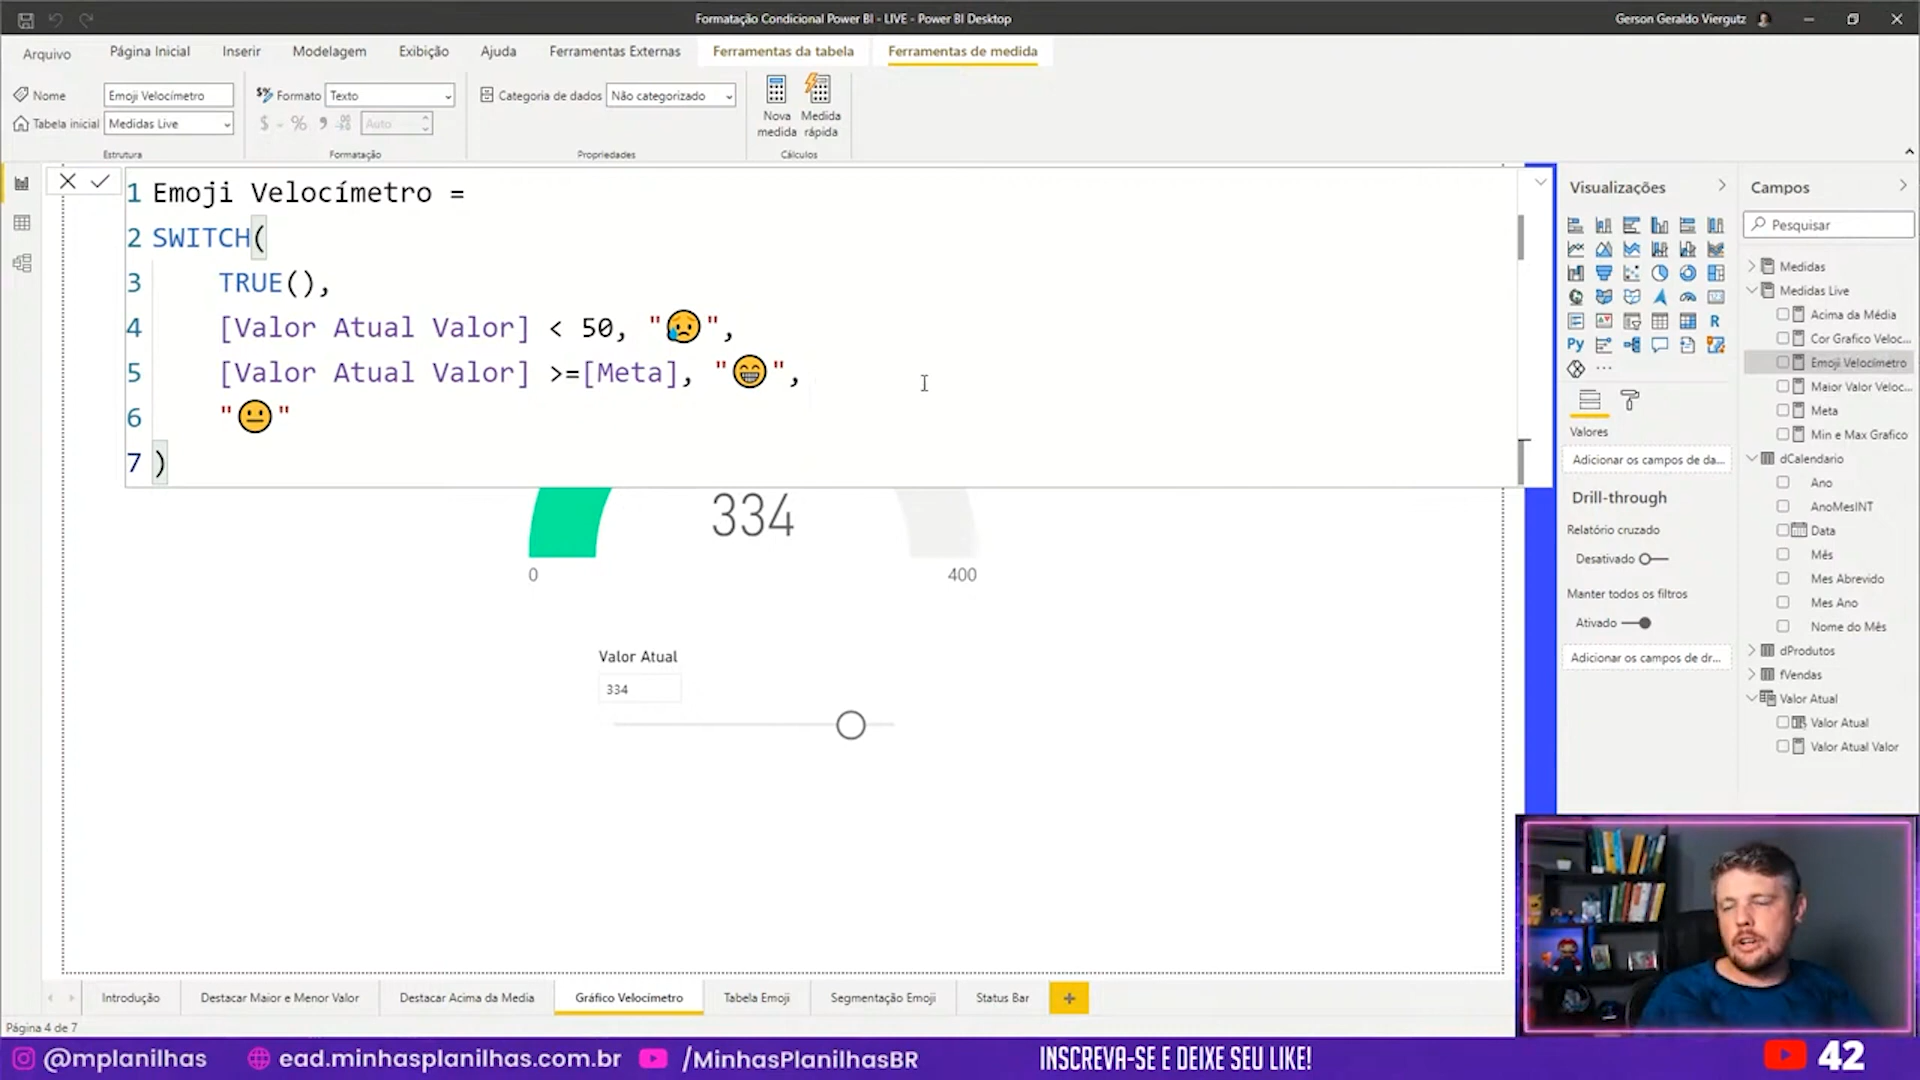 Formatação Condicional Power BI - LIVE - Power BI Desktop
Gerson Geraldo Viergutz
Arquivo
Página Inicial
Inserir
Modelagem
Exibição
Ajuda
Ferramentas Externas
Ferramentas da tabela
Ferramentas de medida
Nome
Emoji Velocímetro
Formato
Texto
Categoria de dados
Não categorizado
Tabela inicial
Medidas Live
$ % 9
Auto
Nova medida
Medida rápida
Estrutura
Formatação
Propriedades
Cálculos
1 Emoji Velocímetro =
2 SWITCH(
3 TRUE(),
4 [Valor Atual Valor] < 50, "😥",
5 [Valor Atual Valor] >=[Meta], "😁",
6 "😐"
7 )
334
0
400
Valor Atual
334
Visualizações
R
Py
...
Valores
Adicionar os campos de da...
Drill-through
Relatório cruzado
Desativado
Manter todos os filtros
Ativado
Adicionar os campos de dr...
Campos
Pesquisar
Medidas
Medidas Live
Acima da Média
Cor Grafico Veloc...
Emoji Velocímetro
Maior Valor Veloc...
Meta
Min e Max Grafico
dCalendario
Ano
AnoMesINT
Data
Mês
Mes Abrevido
Mes Ano
Nome do Mês
dProdutos
fVendas
Valor Atual
Valor Atual
Valor Atual Valor
Introdução
Destacar Maior e Menor Valor
Destacar Acima da Media
Gráfico Velocímetro
Tabela Emoji
Segmentação Emoji
Status Bar
+
Página 4 de 7
@mplanilhas
ead.minhasplanilhas.com.br
/MinhasPlanilhasBR
INSCREVA-SE E DEIXE SEU LIKE!
42